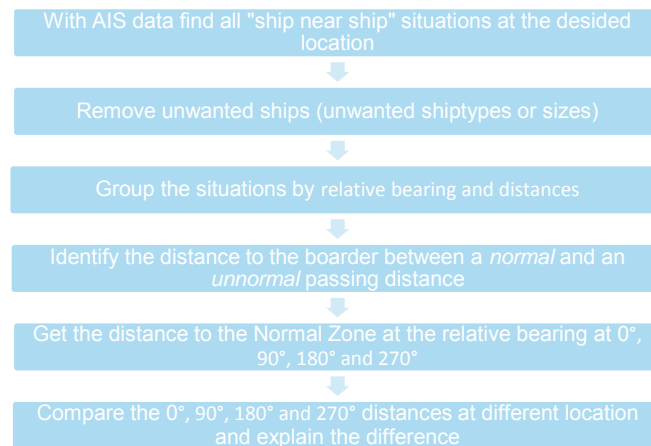 With AIS data find all "ship near ship" situations at the desided
location
Remove unwanted ships (unwanted shiptypes or sizes)
Group the situations by relative bearing and distances
Identify the distance to the boarder between a normal and an
unnormal passing distance
Get the distance to the Normal Zone at the relative bearing at 0°,
90°, 180° and 270°
Compare the 0°, 90°, 180° and 270° distances at different location
and explain the difference